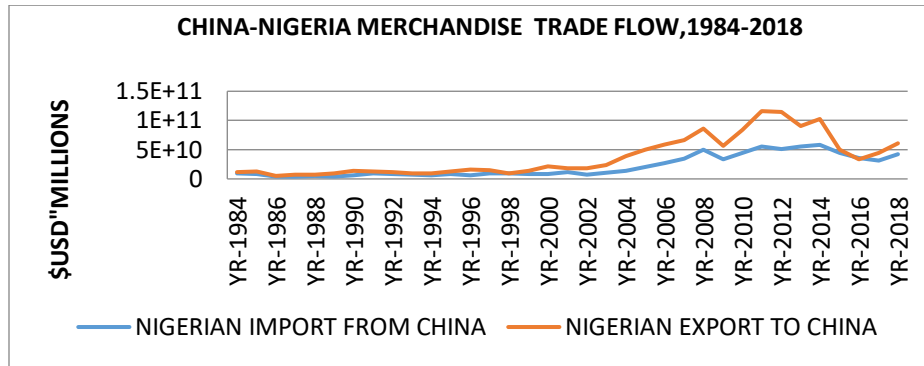 CHINA-NIGERIA MERCHANDISE TRADE FLOW,1984-2018
$USD"MILLIONS
1.5E+11
1E+11
5E+10
0
YR-1984
YR-1986
YR-1988
YR-1990
YR-1992
YR-1994
YR-1996
YR-1998
YR-2000
YR-2002
YR-2004
YR-2006
YR-2008
YR-2010
YR-2012
YR-2014
YR-2016
YR-2018
NIGERIAN IMPORT FROM CHINA
NIGERIAN EXPORT TO CHINA